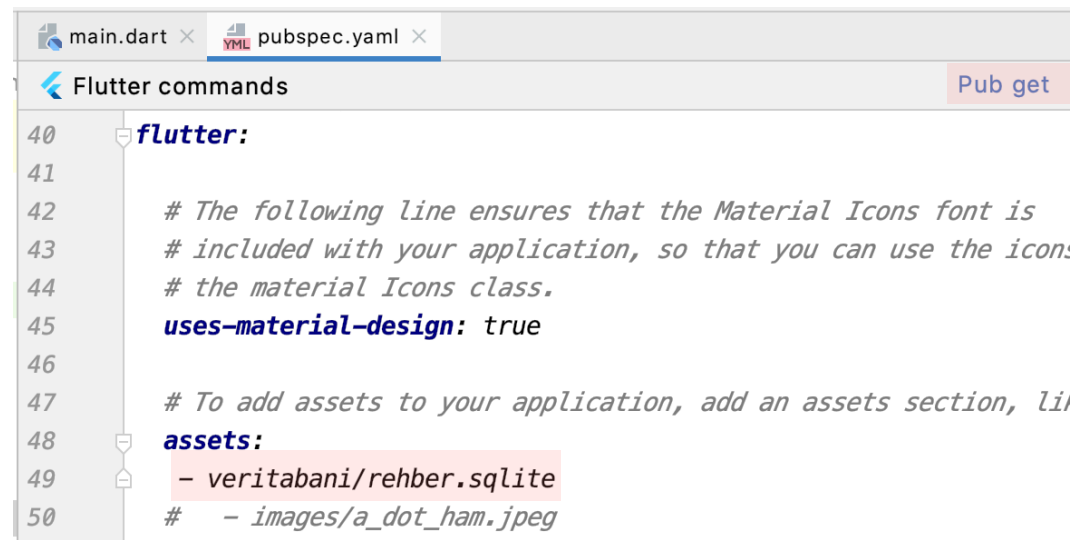 main.dart × YML pubspec.yaml ×
Flutter commands Pub get
40 flutter:
41
42 # The following line ensures that the Material Icons font is
43 # included with your application, so that you can use the icons
44 # the material Icons class.
45 uses-material-design: true
46
47 # To add assets to your application, add an assets section,
48 assets:
49 - veritabani/rehber.sqlite
50 # - images/a_dot_ham.jpeg